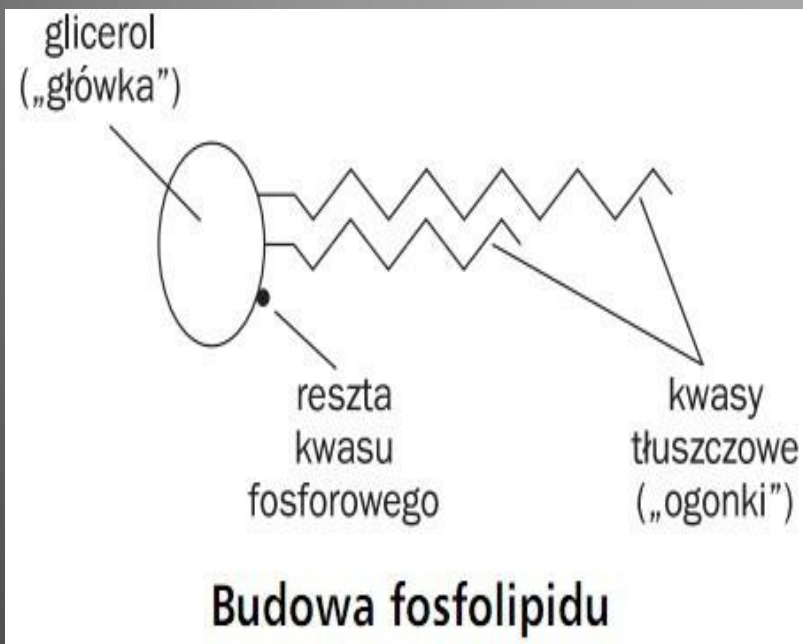 glicerol
(„główka”)
reszta
kwasu
fosforowego
kwasy
tłuszczowe
(„ogonki”)
Budowa fosfolipidu